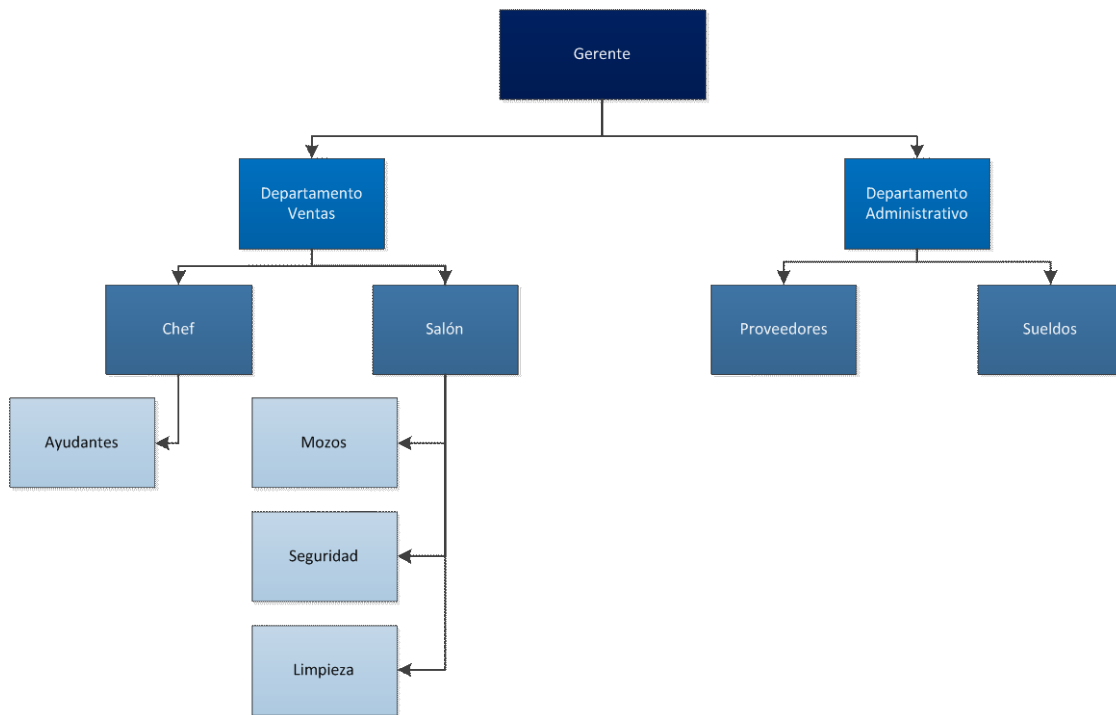 Gerente
Departamento
Ventas
Departamento
Administrativo
Chef
Salón
Proveedores
Sueldos
Ayudantes
Mozos
Seguridad
Limpieza